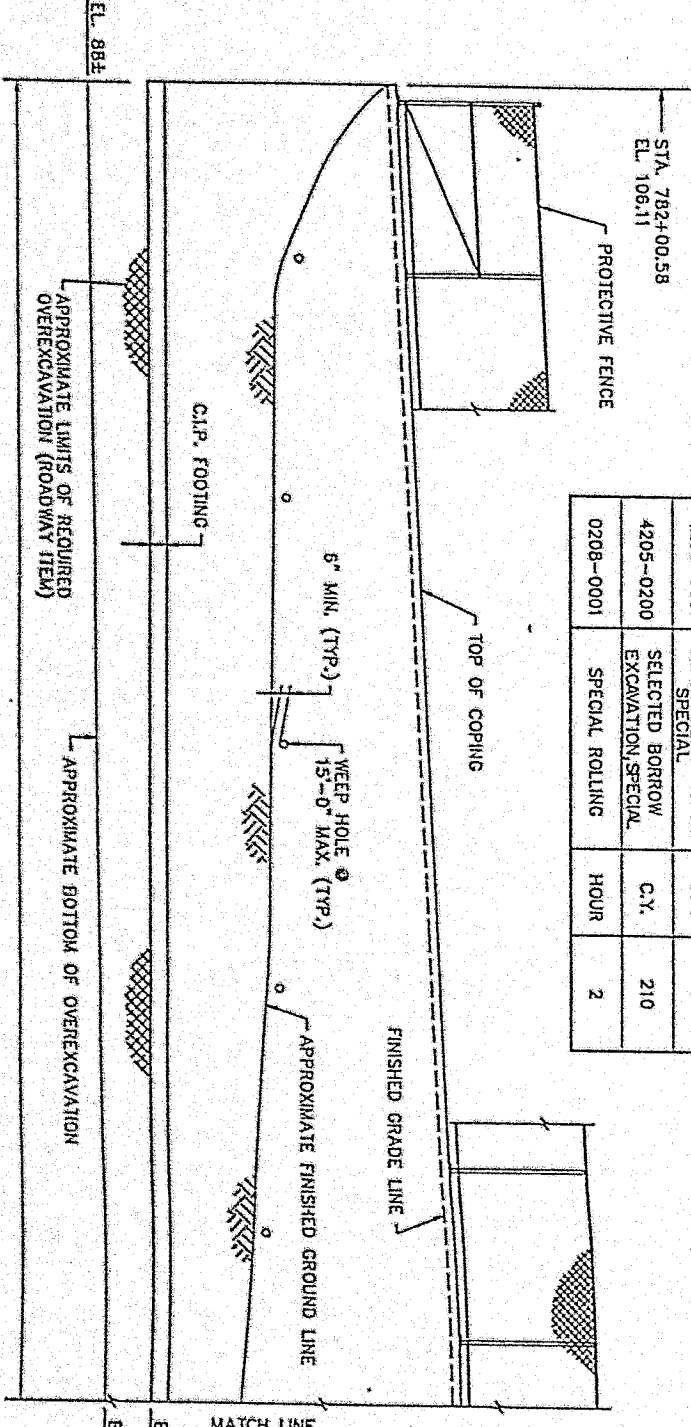 STA. 782+00.58
EL. 106.11
PROTECTIVE FENCE
SPECIAL
4205-0200 SELECTED BORROW EXCAVATION,SPECIAL C.Y. 210
0208-0001 SPECIAL ROLLING HOUR 2
TOP OF COPING
FINISHED GRADE LINE
6" MIN. (TYP.)
WEEP HOLE @
15'-0" MAX. (TYP.)
APPROXIMATE FINISHED GROUND LINE
C.I.P. FOOTING
APPROXIMATE LIMITS OF REQUIRED
OVEREXCAVATION (ROADWAY ITEM)
APPROXIMATE BOTTOM OF OVEREXCAVATION
EL. 88±
MATCH LINE